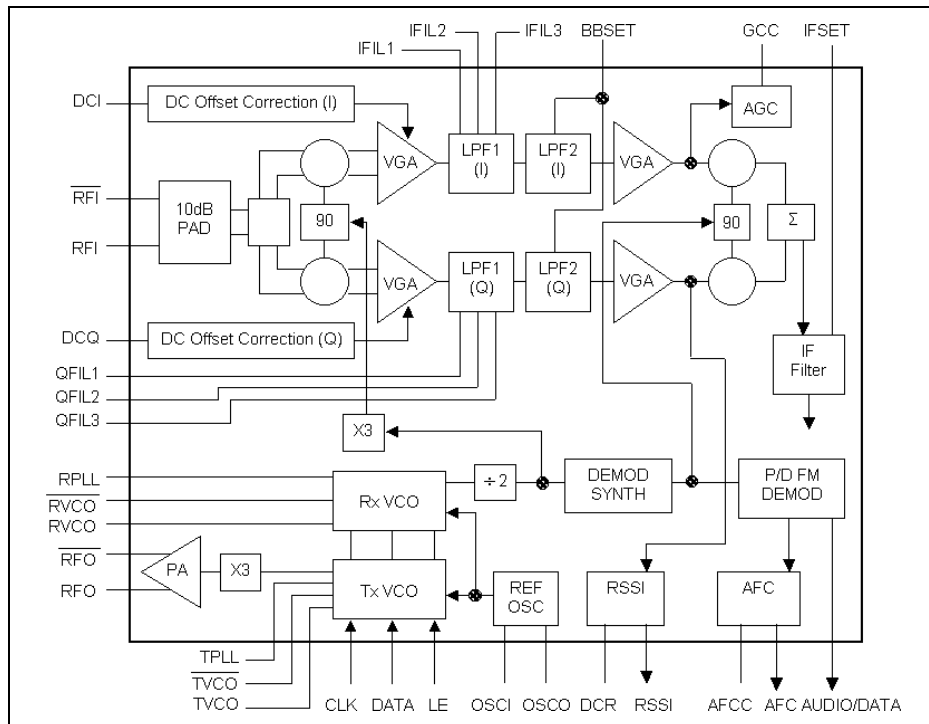 IFIL2 IFIL3 BBSET GCC IFSET
IFIL1
DCI
DC Offset Correction (I)
AGC
VGA
LPF1
(I)
LPF2
(I)
VGA
RFI
10dB
PAD
90
90
Σ
RFI
VGA
LPF1
(Q)
LPF2
(Q)
VGA
DCQ
DC Offset Correction (Q)
IF
Filter
QFIL1
QFIL2
QFIL3
X3
RPLL
RVCO
RVCO
Rx VCO
÷ 2
DEMOD
SYNTH
P/D FM
DEMOD
RFO
RFO
PA
X3
Tx VCO
REF
OSC
RSSI
AFC
TPLL
TVCO
TVCO
CLK DATA LE OSCI OSCO DCR RSSI AFCC AFC AUDIO/DATA